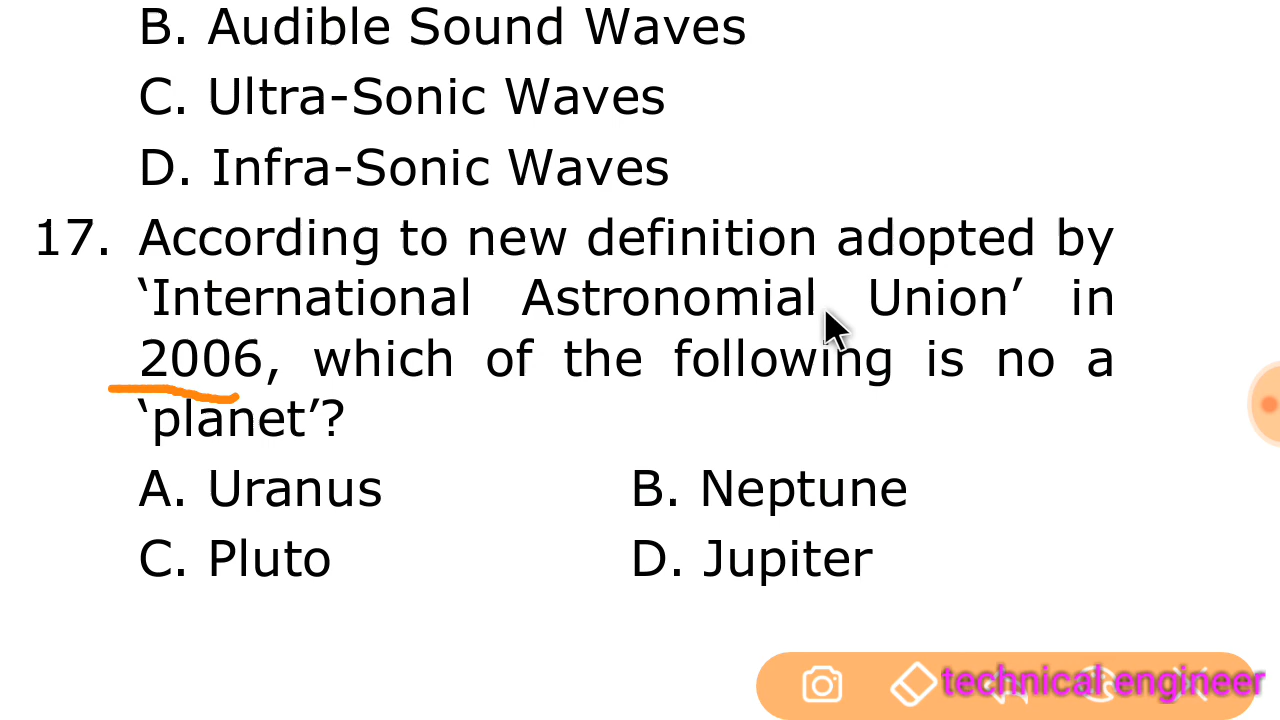 B. Audible Sound Waves
C. Ultra-Sonic Waves
D. Infra-Sonic Waves
17. According to new definition adopted by
‘International Astronomial Union’ in
2006, which of the following is no a
‘planet’?
A. Uranus B. Neptune
C. Pluto D. Jupiter
technical engineer